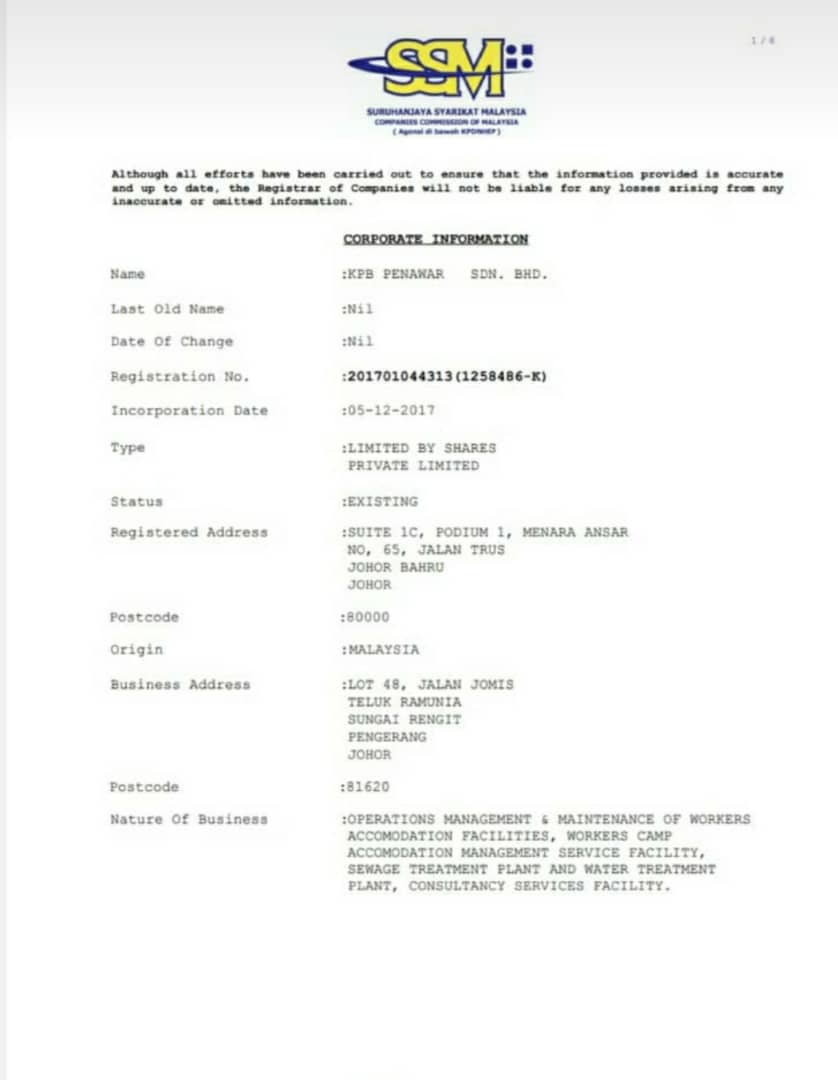 1 / 6
SSM
SURUHANJAYA SYARIKAT MALAYSIA
COMPANIES COMMISSION OF MALAYSIA
( Agensi di bawah KPDNHEP )
Although all efforts have been carried out to ensure that the information provided is accurate
and up to date, the Registrar of Companies will not be liable for any losses arising from any
inaccurate or omitted information.
CORPORATE INFORMATION
Name :KPB PENAWAR SDN. BHD.
Last Old Name :Nil
Date Of Change :Nil
Registration No. :201701044313(1258486-K)
Incorporation Date :05-12-2017
Type :LIMITED BY SHARES
PRIVATE LIMITED
Status :EXISTING
Registered Address :SUITE 1C, PODIUM 1, MENARA ANSAR
NO, 65, JALAN TRUS
JOHOR BAHRU
JOHOR
Postcode :80000
Origin :MALAYSIA
Business Address :LOT 48, JALAN JOMIS
TELUK RAMUNIA
SUNGAI RENGIT
PENGERANG
JOHOR
Postcode :81620
Nature Of Business :OPERATIONS MANAGEMENT & MAINTENANCE OF WORKERS
ACCOMODATION FACILITIES, WORKERS CAMP
ACCOMODATION MANAGEMENT SERVICE FACILITY,
SEWAGE TREATMENT PLANT AND WATER TREATMENT
PLANT, CONSULTANCY SERVICES FACILITY.